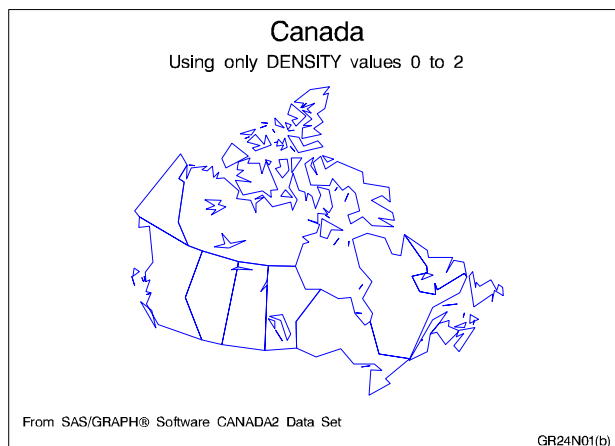 Canada
Using only DENSITY values 0 to 2
From SAS/GRAPH® Software CANADA2 Data Set
GR24N01(b)